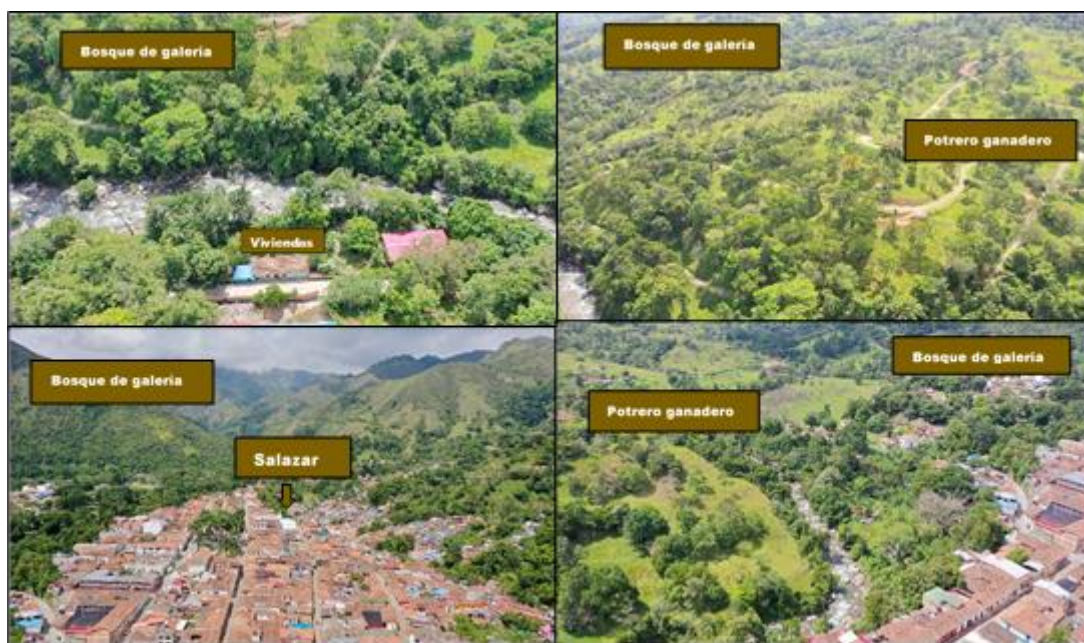 Bosque de galería
Viviendas
Bosque de galería
Potrero ganadero
Bosque de galería
Salazar
Bosque de galería
Potrero ganadero